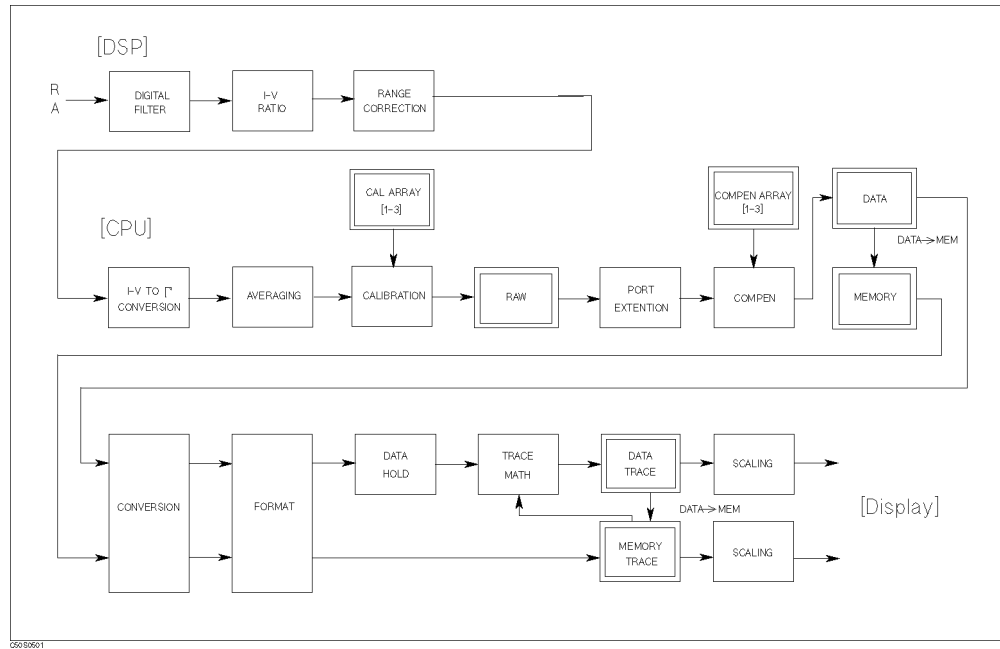 [DSP]
R
A
DIGITAL
FILTER
I-V
RATIO
RANGE
CORRECTION
CAL ARRAY
[1-3]
COMPEN ARRAY
[1-3]
DATA
[CPU]
DATA→MEM
I-V TO Γ
CONVERSION
AVERAGING
CALIBRATION
RAW
PORT
EXTENTION
COMPEN
MEMORY
CONVERSION
FORMAT
DATA
HOLD
TRACE
MATH
DATA
TRACE
SCALING
[Display]
DATA→MEM
MEMORY
TRACE
SCALING
C50S0501